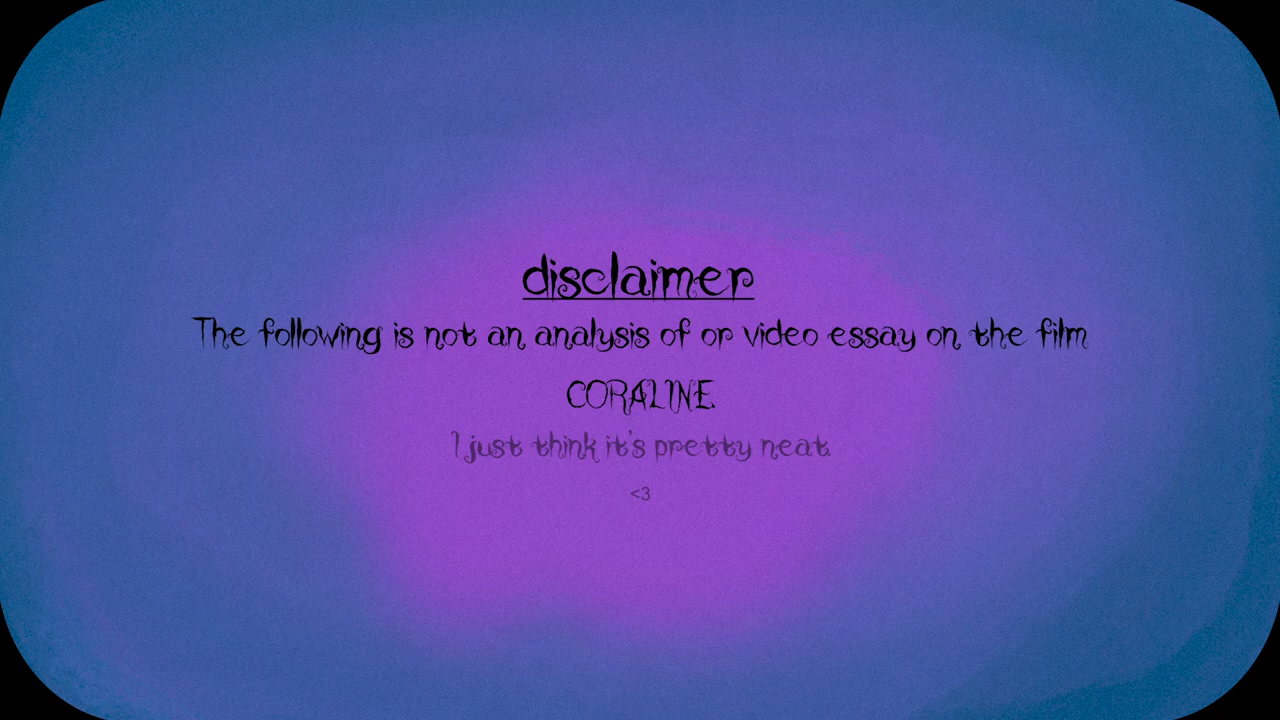 disclaimer
The following is not an analysis of or video essay on the film
CORALINE.
I just think it's pretty neat.
<3